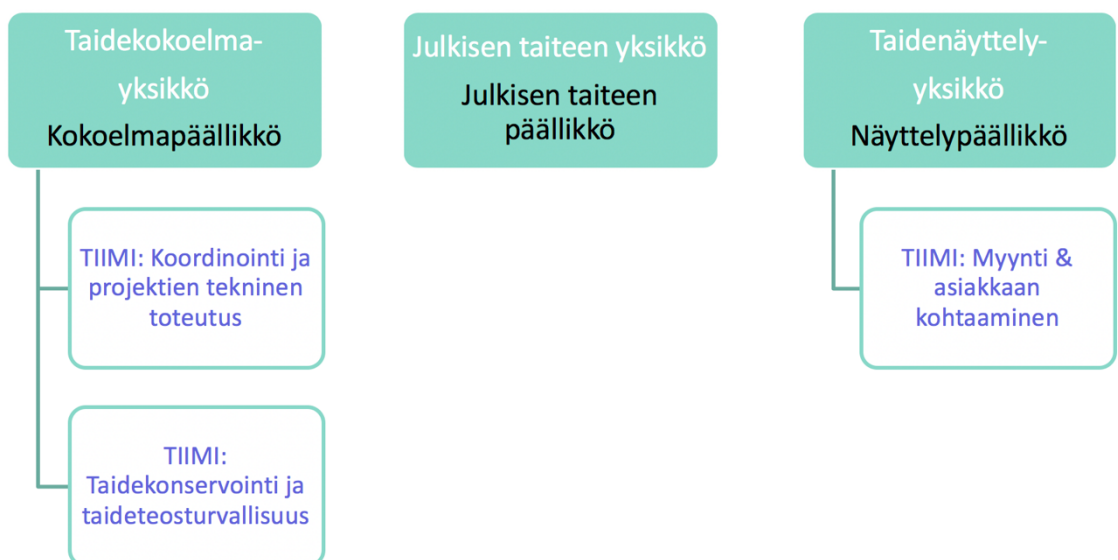 Taidekokoelma-
yksikkö
Kokoelmapäällikkö
TIIMI: Koordinointi ja
projektien tekninen
toteutus
TIIMI:
Taidekonservointi ja
taideteosturvallisuus
Julkisen taiteen yksikkö
Julkisen taiteen
päällikkö
Taidenäyttely-
yksikkö
Näyttelypäällikkö
TIIMI: Myynti &
asiakkaan
kohtaaminen